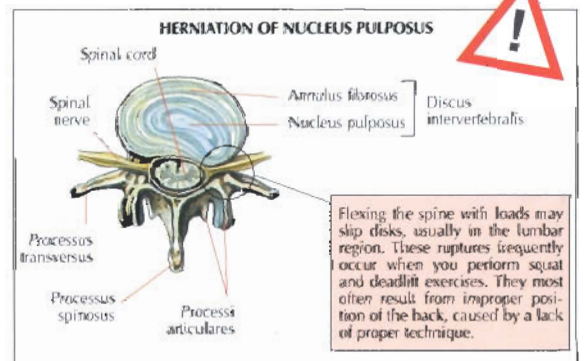 HERNIATION OF NUCLEUS PULPOSUS
Spinal cord
Spinal
nerve
Annulus fibrosus
Nucleus pulposus
Discus
intervertebralis
Processus
transversus
Processus
spinosus
Processi
articulares
Flexing the spine with loads may
slip disks, usually in the lumbar
region. These ruptures frequently
occur when you perform squat
and deadlift exercises. They most
often result from improper posi-
tion of the back, caused by a lack
of proper technique.
!